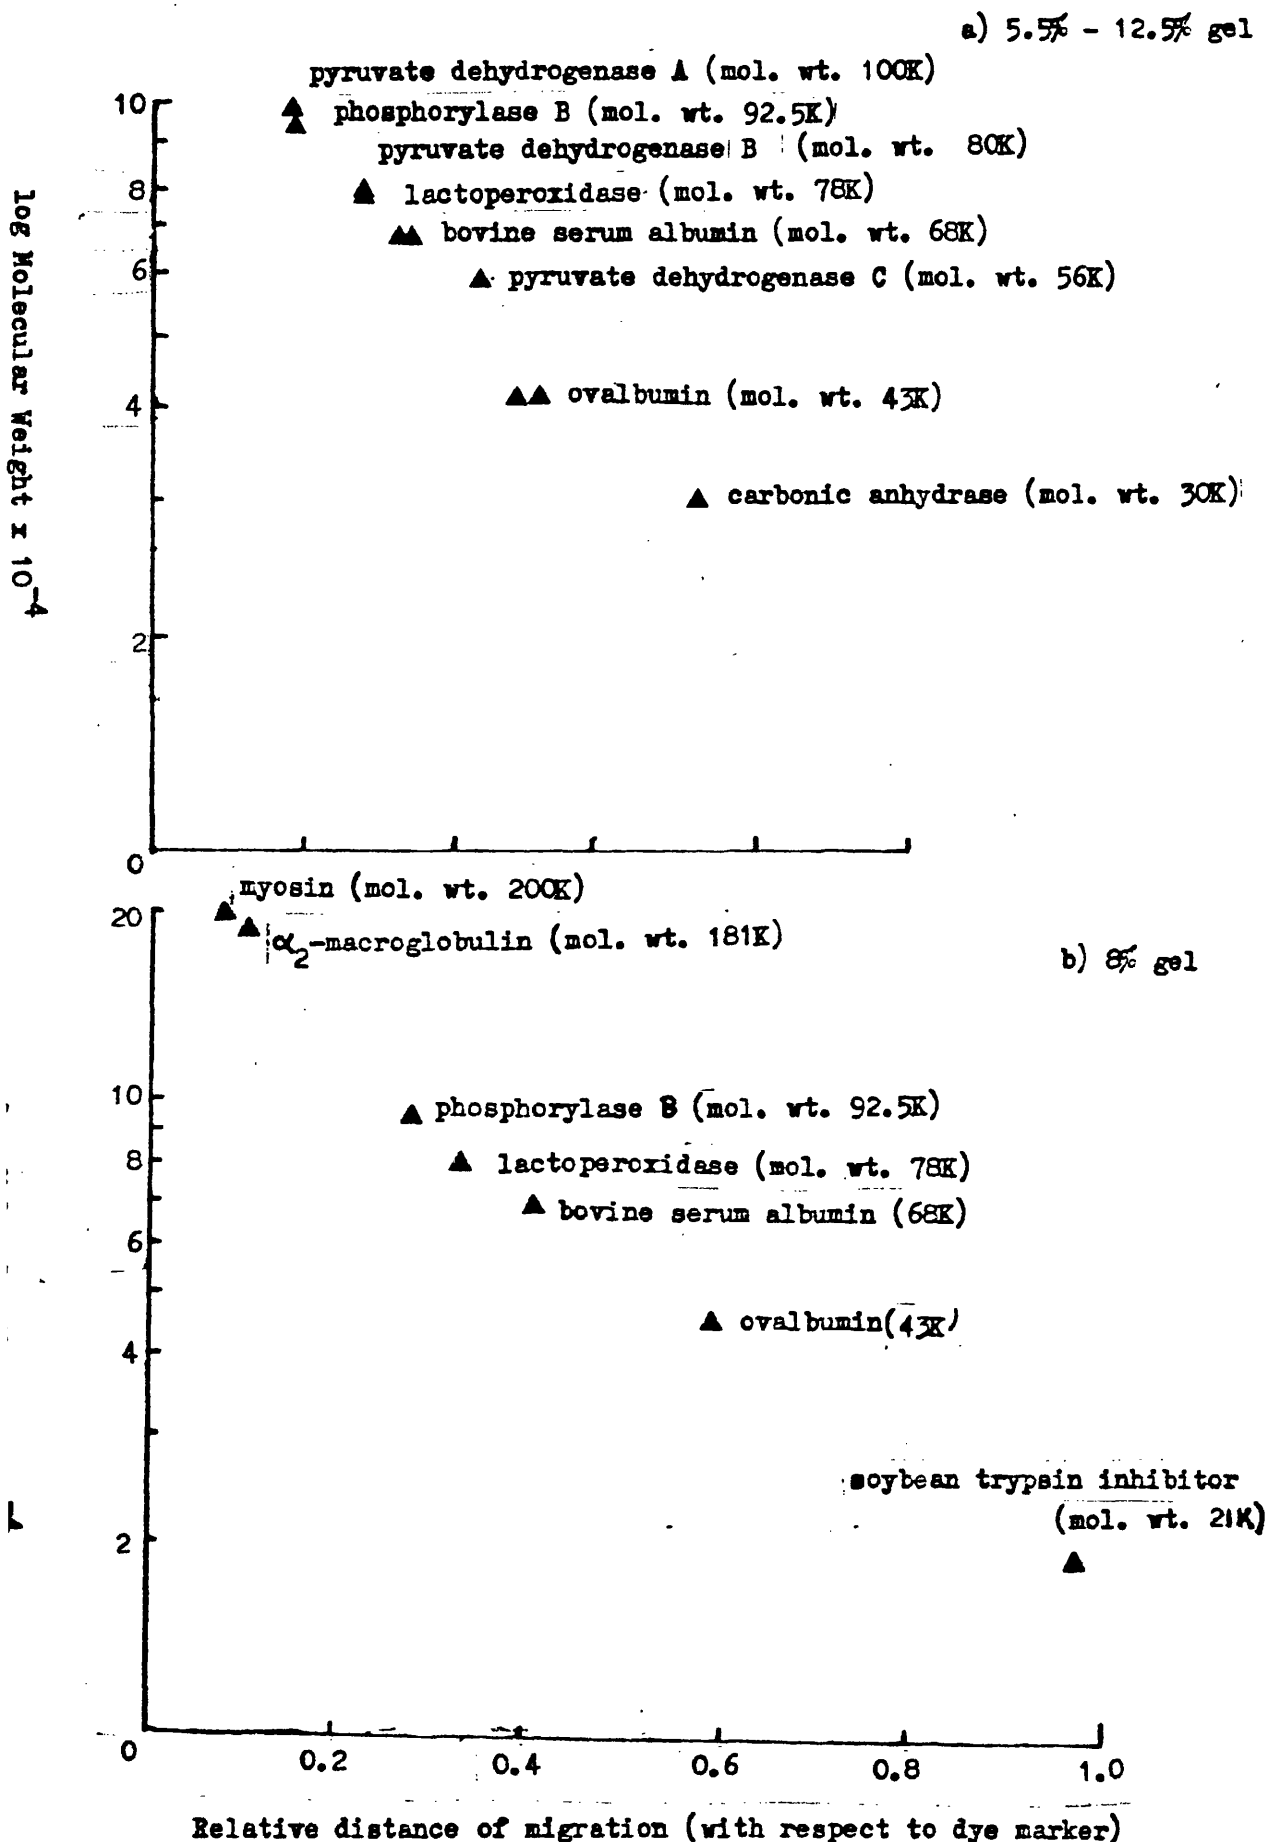 a) 5.5% - 12.5% gel
pyruvate dehydrogenase A (mol. wt. 100K)
10
phosphorylase B (mol. wt. 92.5K)
pyruvate dehydrogenase B (mol. wt. 80K)
8
lactoperoxidase (mol. wt. 78K)
bovine serum albumin (mol. wt. 68K)
6
pyruvate dehydrogenase C (mol. wt. 56K)
4
ovalbumin (mol. wt. 43K)
carbonic anhydrase (mol. wt. 30K)
log Molecular Weight x 10-4
2
0
myosin (mol. wt. 200K)
20
α2-macroglobulin (mol. wt. 181K)
b) 8% gel
10
phosphorylase B (mol. wt. 92.5K)
8
lactoperoxidase (mol. wt. 78K)
bovine serum albumin (68K)
6
ovalbumin(43K)
4
soybean trypsin inhibitor
(mol. wt. 21K)
2
0 0.2 0.4 0.6 0.8 1.0
Relative distance of migration (with respect to dye marker)